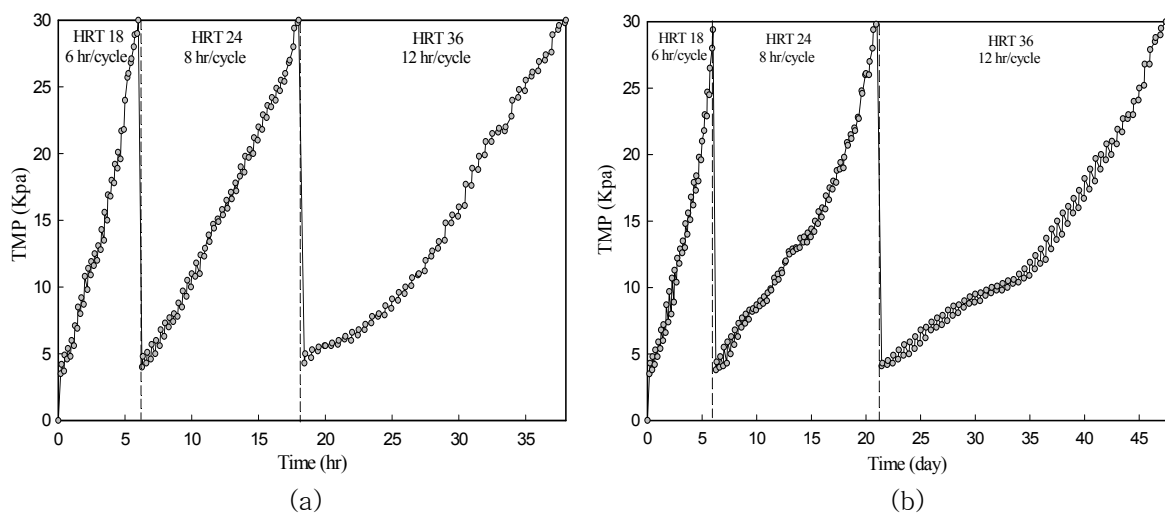 HRT 18
6 hr/cycle
HRT 24
8 hr/cycle
HRT 36
12 hr/cycle
TMP (Kpa)
30
25
20
15
10
5
0
0 5 10 15 20 25 30 35
Time (hr)
(a)
HRT 18
6 hr/cycle
HRT 24
8 hr/cycle
HRT 36
12 hr/cycle
TMP (Kpa)
30
25
20
15
10
5
0
0 5 10 15 20 25 30 35 40 45
Time (day)
(b)